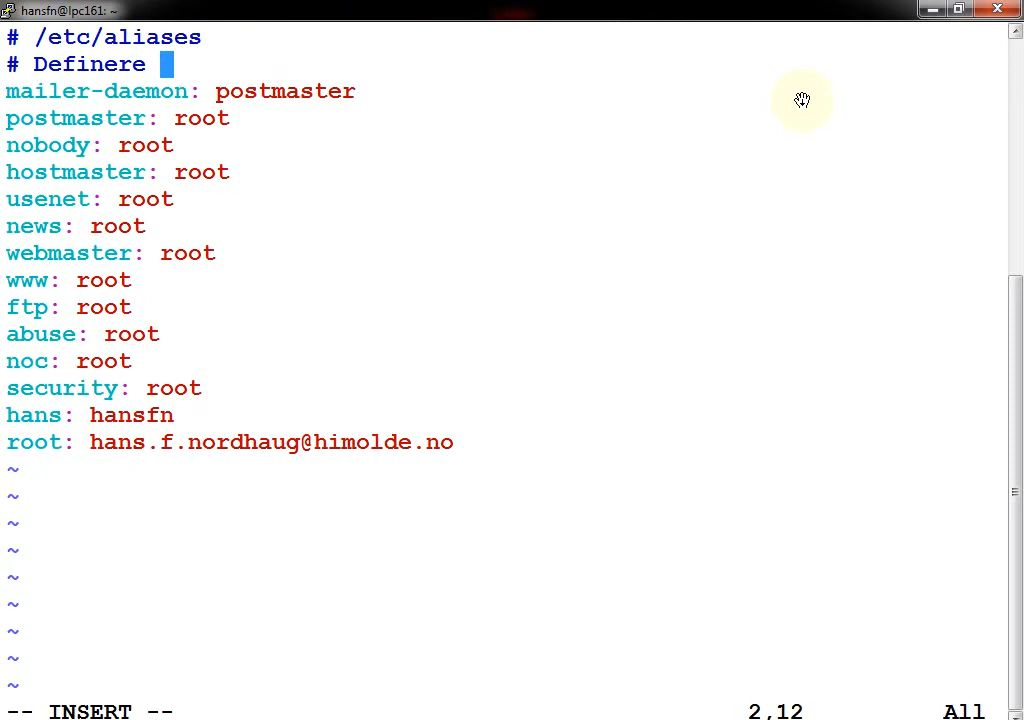 hansfn@lpc161: ~
# /etc/aliases
# Definere
mailer-daemon: postmaster
postmaster: root
nobody: root
hostmaster: root
usenet: root
news: root
webmaster: root
www: root
ftp: root
abuse: root
noc: root
security: root
hans: hansfn
root: hans.f.nordhaug@himolde.no
~
~
~
~
~
~
~
~
~
-- INSERT -- 2,12 All